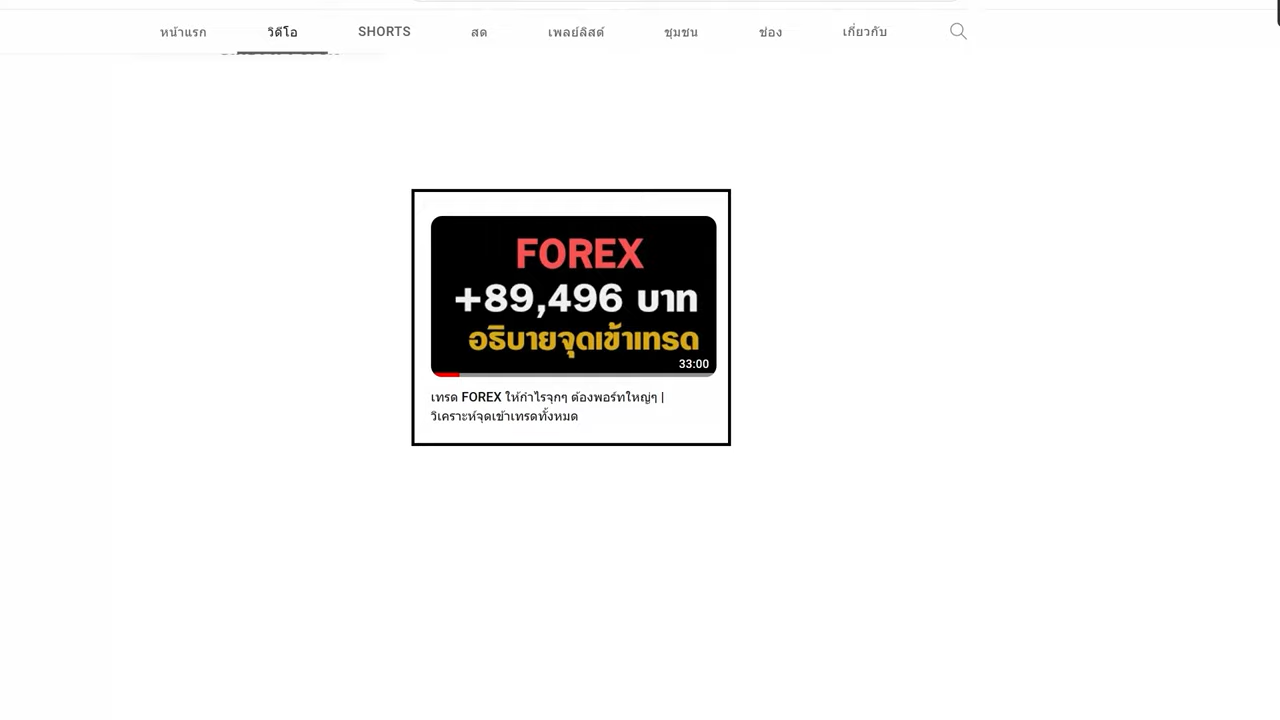 หน้าแรก วิดีโอ SHORTS สด เพลย์ลิสต์ ชุมชน ช่อง เกี่ยวกับ
FOREX
+89,496 บาท
อธิบายจุดเข้าเทรด
33:00
เทรด FOREX ให้กำไรจุกๆ ต้องพอร์ทใหญ่ๆ |
วิเคราะห์จุดเข้าเทรดทั้งหมด